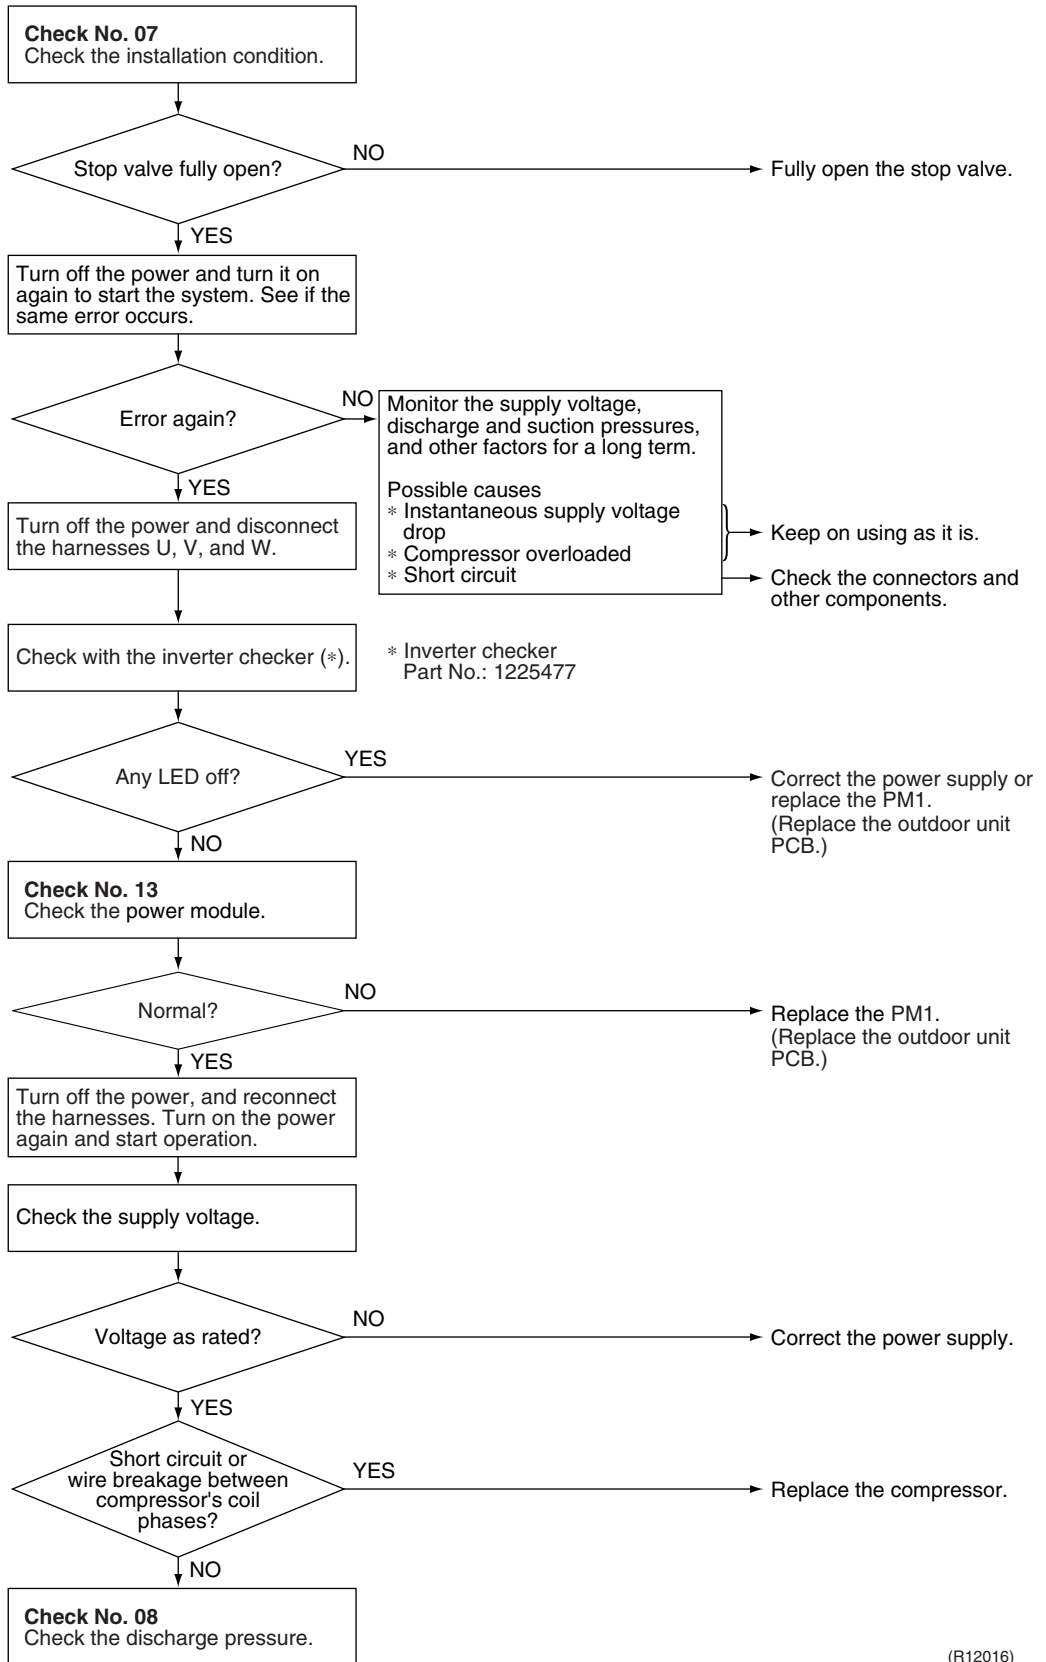 Check No. 07
Check the installation condition.
Stop valve fully open?
NO
Fully open the stop valve.
YES
Turn off the power and turn it on
again to start the system. See if the
same error occurs.
Error again?
NO
Monitor the supply voltage,
discharge and suction pressures,
and other factors for a long term.
Possible causes
* Instantaneous supply voltage
drop
* Compressor overloaded
* Short circuit
Keep on using as it is.
Check the connectors and
other components.
YES
Turn off the power and disconnect
the harnesses U, V, and W.
Check with the inverter checker (*).
* Inverter checker
Part No.: 1225477
Any LED off?
YES
Correct the power supply or
replace the PM1.
(Replace the outdoor unit
PCB.)
NO
Check No. 13
Check the power module.
Normal?
NO
Replace the PM1.
(Replace the outdoor unit
PCB.)
YES
Turn off the power, and reconnect
the harnesses. Turn on the power
again and start operation.
Check the supply voltage.
Voltage as rated?
NO
Correct the power supply.
YES
Short circuit or
wire breakage between
compressor's coil
phases?
YES
Replace the compressor.
NO
Check No. 08
Check the discharge pressure.
(R12016)